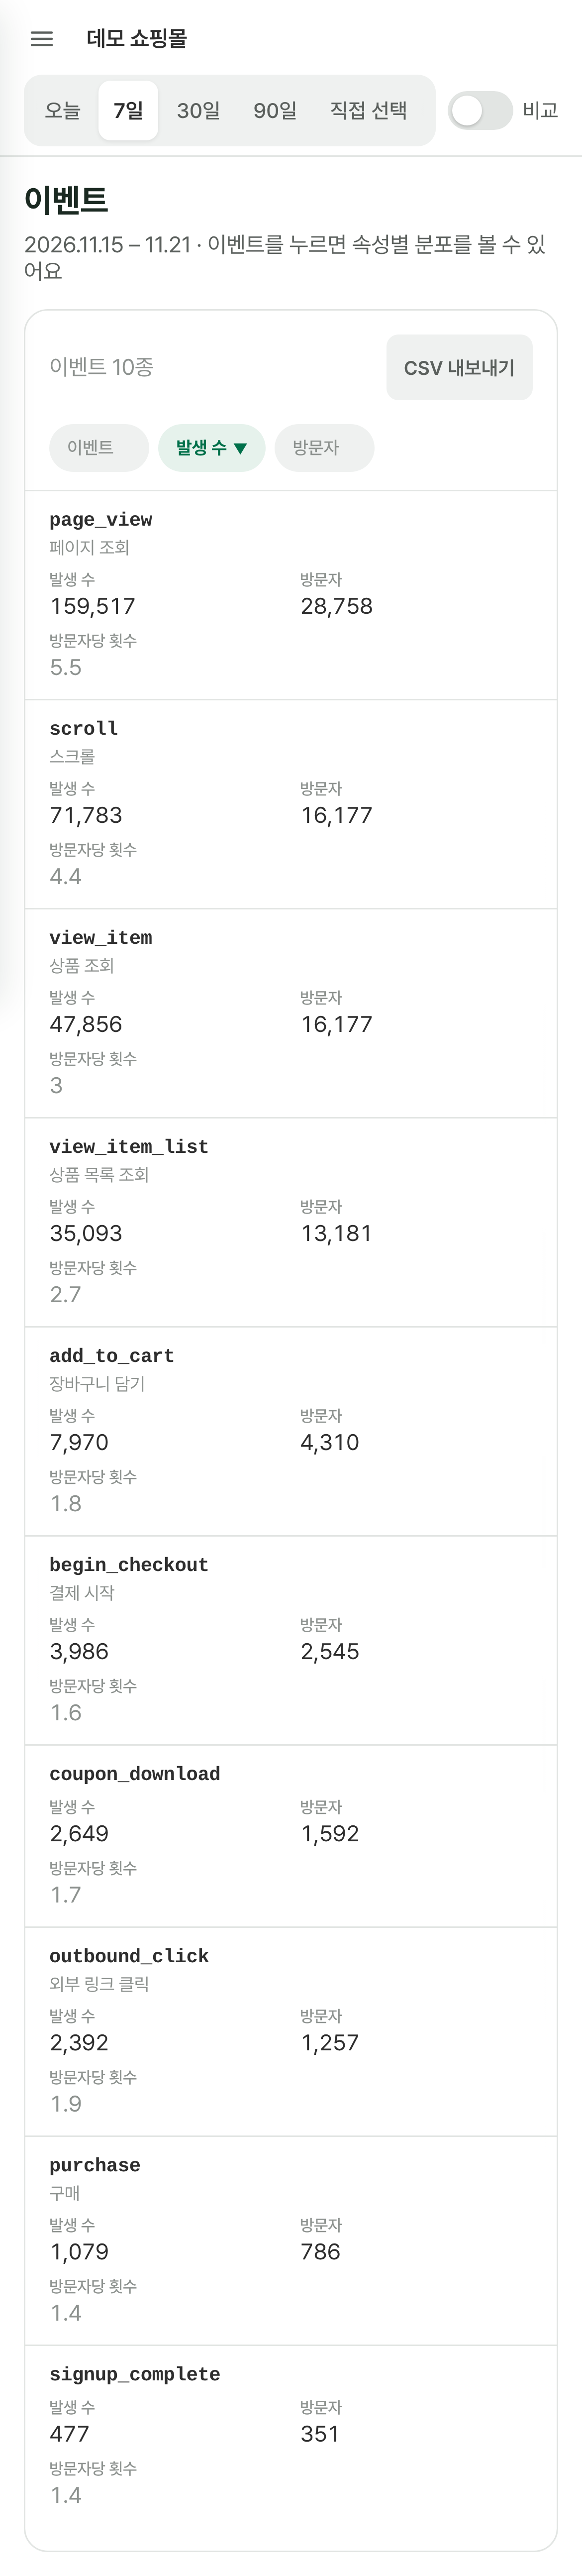 데모 쇼핑몰
오늘 7일 30일 90일 직접 선택 비교
이벤트
2026.11.15 – 11.21 · 이벤트를 누르면 속성별 분포를 볼 수 있
어요
이벤트 10종 CSV 내보내기
이벤트 발생 수 ▼ 방문자
page_view
페이지 조회
발생 수 방문자
159,517 28,758
방문자당 횟수
5.5
scroll
스크롤
발생 수 방문자
71,783 16,177
방문자당 횟수
4.4
view_item
상품 조회
발생 수 방문자
47,856 16,177
방문자당 횟수
3
view_item_list
상품 목록 조회
발생 수 방문자
35,093 13,181
방문자당 횟수
2.7
add_to_cart
장바구니 담기
발생 수 방문자
7,970 4,310
방문자당 횟수
1.8
begin_checkout
결제 시작
발생 수 방문자
3,986 2,545
방문자당 횟수
1.6
coupon_download
발생 수 방문자
2,649 1,592
방문자당 횟수
1.7
outbound_click
외부 링크 클릭
발생 수 방문자
2,392 1,257
방문자당 횟수
1.9
purchase
구매
발생 수 방문자
1,079 786
방문자당 횟수
1.4
signup_complete
발생 수 방문자
477 351
방문자당 횟수
1.4